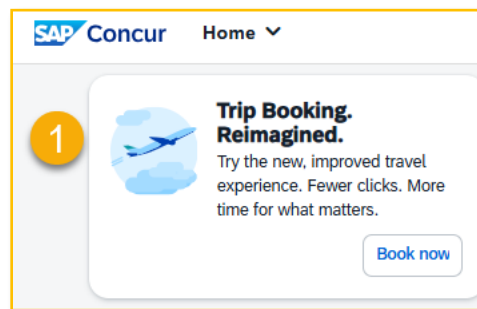 SAP Concur Home
1
Trip Booking.
Reimagined.
Try the new, improved travel
experience. Fewer clicks. More
time for what matters.
Book now